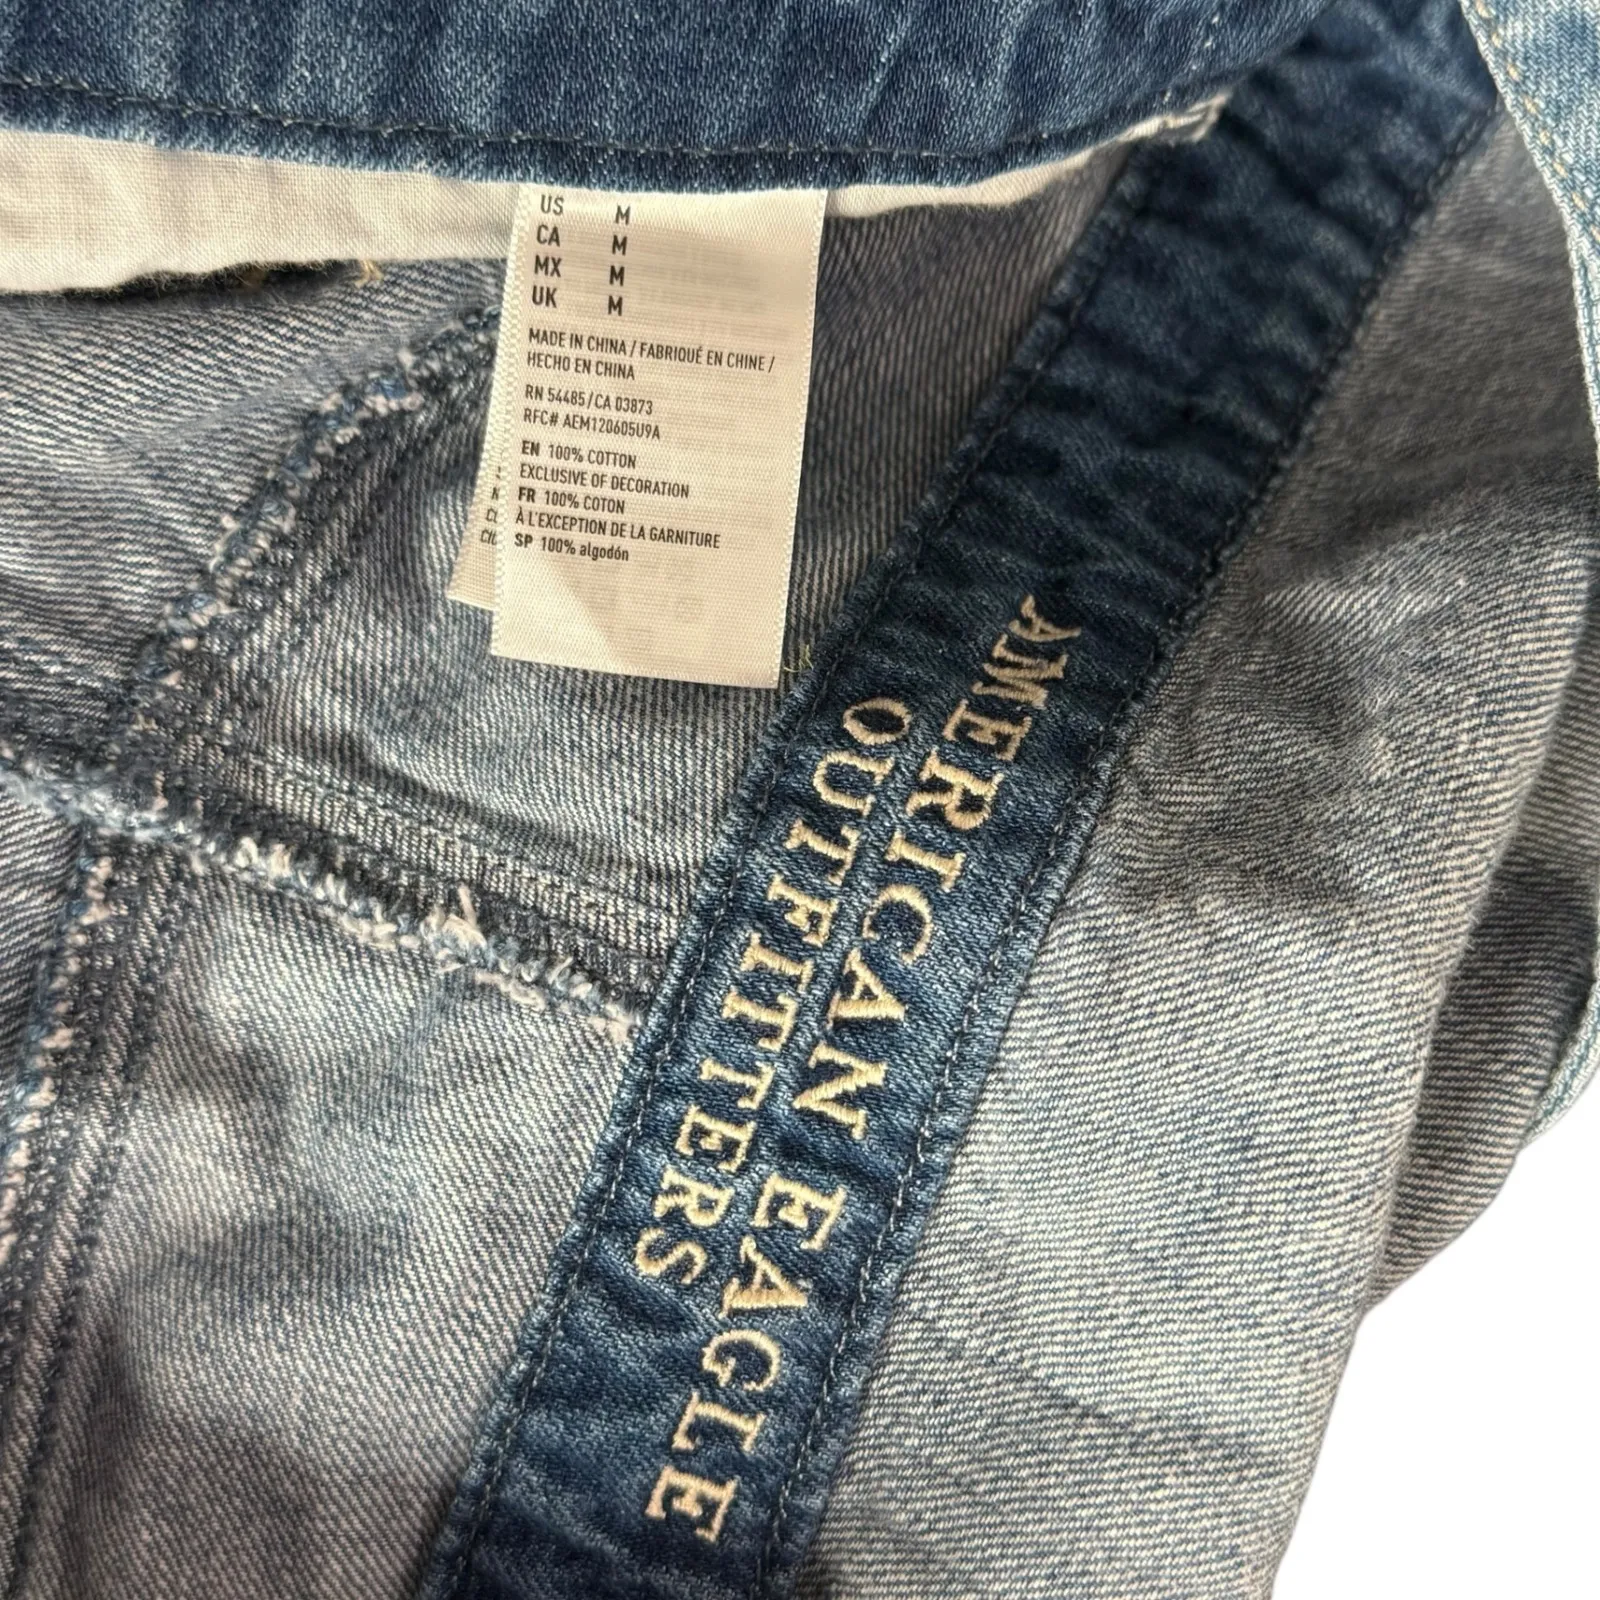 US M
CA M
MX M
UK M
MADE IN CHINA / FABRIQUÉ EN CHINE /
HECHO EN CHINA
RN 54485 / CA 03873
RFC# AEM120605U9A
EN 100% COTTON
EXCLUSIVE OF DECORATION
FR 100% COTON
À L'EXCEPTION DE LA GARNITURE
SP 100% algodón
AMERICAN EAGLE
OUTFITTERS